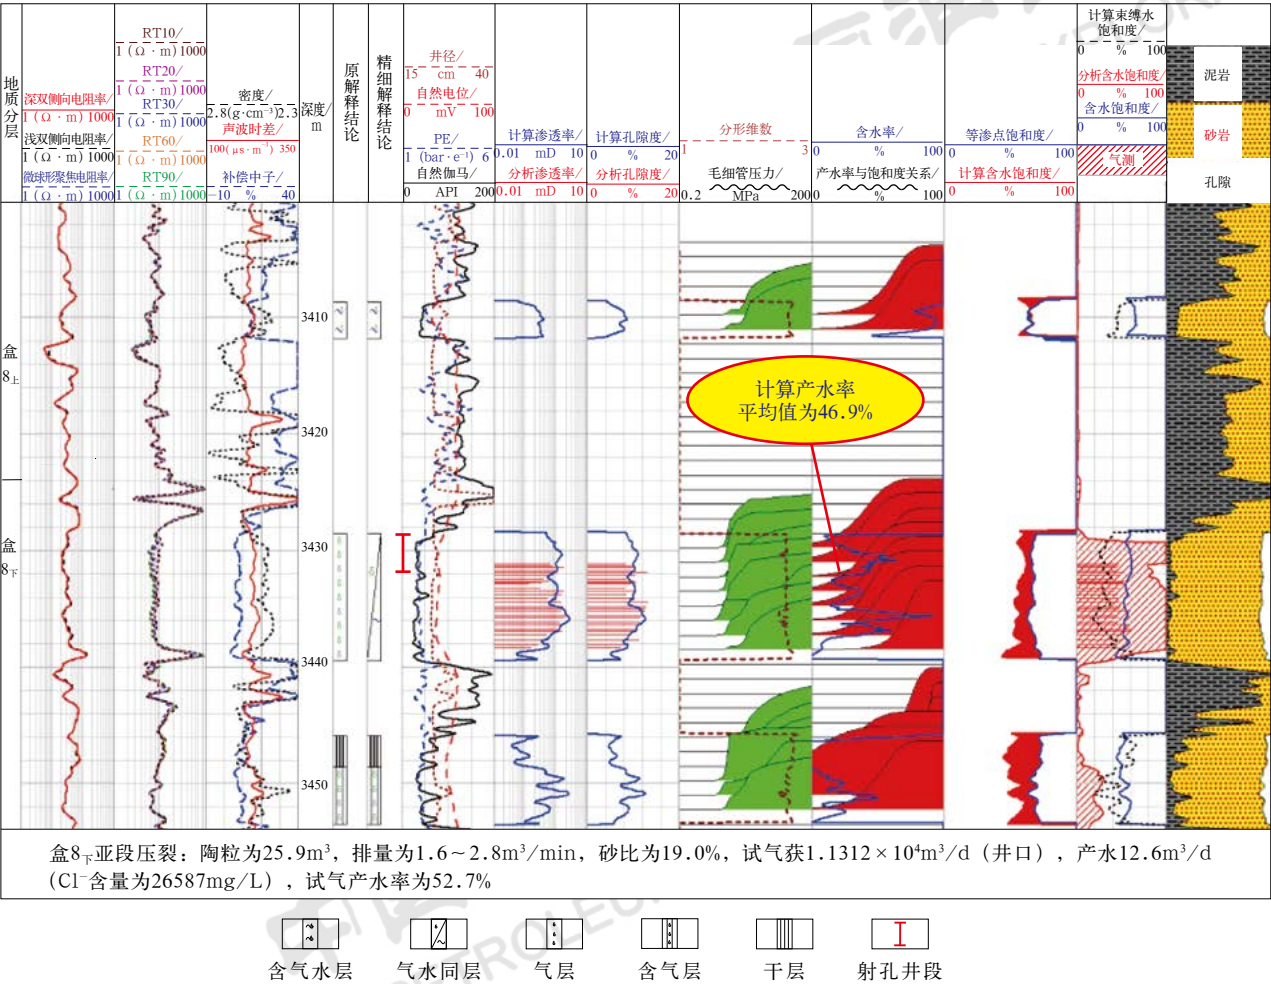 地质分层
深双侧向电阻率/
1 (Ω · m) 1000
浅双侧向电阻率/
1 (Ω · m) 1000
微球形聚焦电阻率/
1 (Ω · m) 1000
RT10/
1 (Ω · m) 1000
RT20/
1 (Ω · m) 1000
RT30/
1 (Ω · m) 1000
RT60/
1 (Ω · m) 1000
RT90/
1 (Ω · m) 1000
密度/
2.8(g·cm⁻³)2.3
声波时差/
100(μs·m⁻¹) 350
补偿中子/
-10 % 40
深度/
m
原解释结论
精细解释结论
井径/
15 cm 40
自然电位/
0 mV 100
PE/
1 (bar·e⁻¹) 6
自然伽马/
0 API 200
计算渗透率/
0.01 mD 10
分析渗透率/
0.01 mD 10
计算孔隙度/
0 % 20
分析孔隙度/
0 % 20
分形维数
1 3
毛细管压力/
0.2 MPa 200
含水率/
0 % 100
产水率与饱和度关系/
0 % 100
等渗点饱和度/
0 % 100
计算含水饱和度/
0 % 100
计算束缚水
饱和度/
0 % 100
分析含水饱和度/
0 % 100
含水饱和度/
0 % 100
气测
泥岩
砂岩
孔隙
盒
8上
盒
8下
3410
3420
3430
3440
3450
计算产水率
平均值为46.9%
盒8下亚段压裂：陶粒为25.9m³，排量为1.6～2.8m³/min，砂比为19.0%，试气获1.1312×10⁴m³/d（井口），产水12.6m³/d
（Cl⁻含量为26587mg/L），试气产水率为52.7%
含气水层
气水同层
气层
含气层
干层
射孔井段